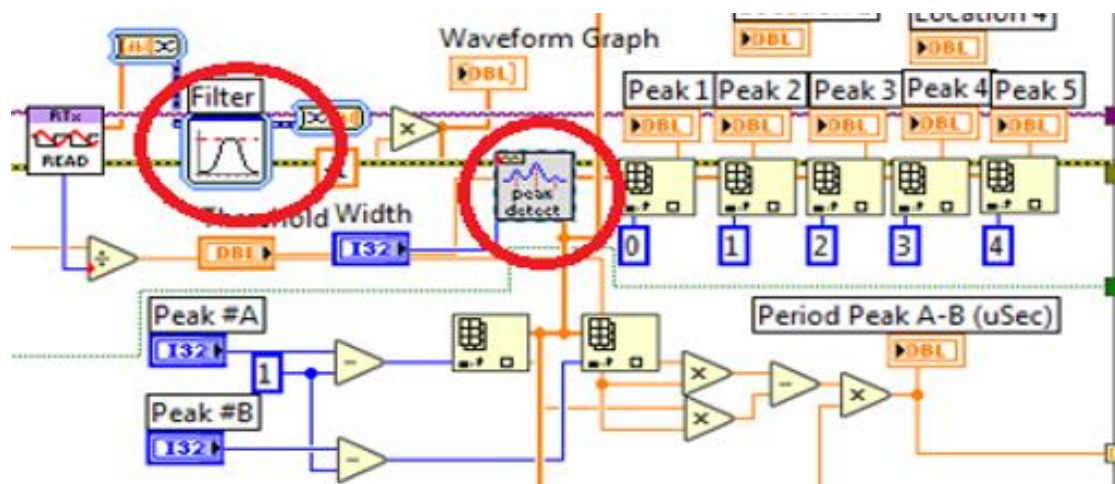 Location 4
DBL
DBL
Waveform Graph
DBL
Peak 1
Peak 2
Peak 3
Peak 4
Peak 5
DBL
DBL
DBL
DBL
DBL
Filter
RTx
READ
peak
detect
Threshold
Width
DBL
I32
0
1
2
3
4
Peak #A
I32
1
Peak #B
I32
Period Peak A-B (uSec)
DBL